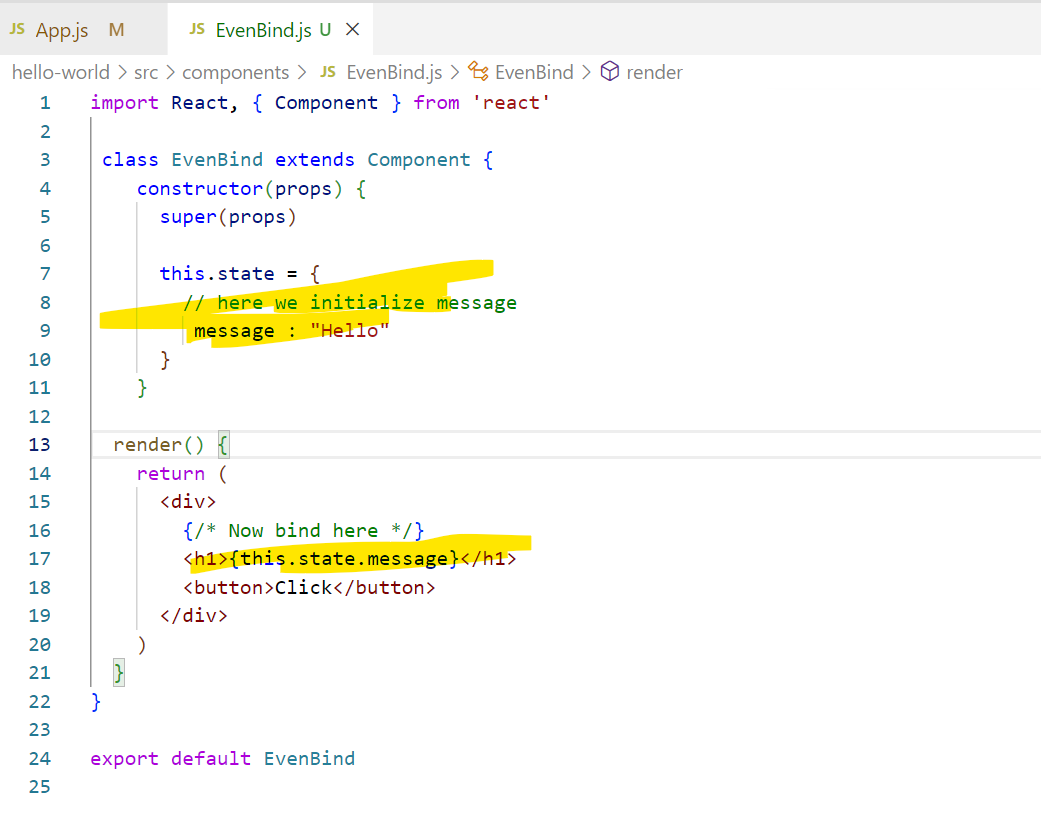 JS App.js M JS EvenBind.js U
hello-world > src > components > JS EvenBind.js > EvenBind > render
1 import React, { Component } from 'react'
2
3 class EvenBind extends Component {
4 constructor(props) {
5 super(props)
6
7 this.state = {
8 // here we initialize message
9 message : "Hello"
10 }
11 }
12
13 render() {
14 return (
15 <div>
16 {/* Now bind here */}
17 <h1>{this.state.message}</h1>
18 <button>Click</button>
19 </div>
20 )
21 }
22 }
23
24 export default EvenBind
25